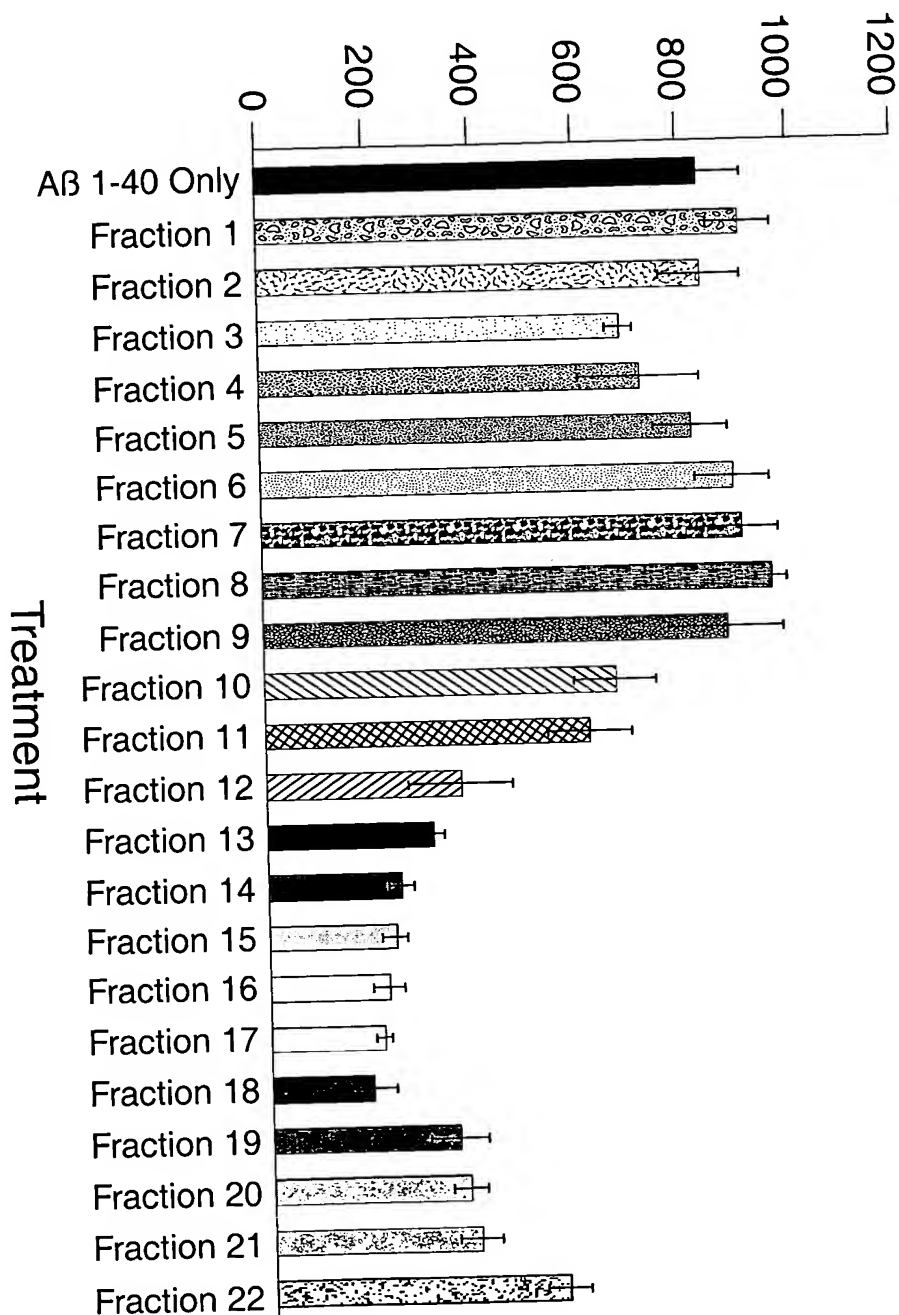 0
200
400
600
800
1000
1200
Aß 1-40 Only
Fraction 1
Fraction 2
Fraction 3
Fraction 4
Fraction 5
Fraction 6
Fraction 7
Fraction 8
Fraction 9
Fraction 10
Fraction 11
Fraction 12
Fraction 13
Fraction 14
Fraction 15
Fraction 16
Fraction 17
Fraction 18
Fraction 19
Fraction 20
Fraction 21
Fraction 22
Treatment